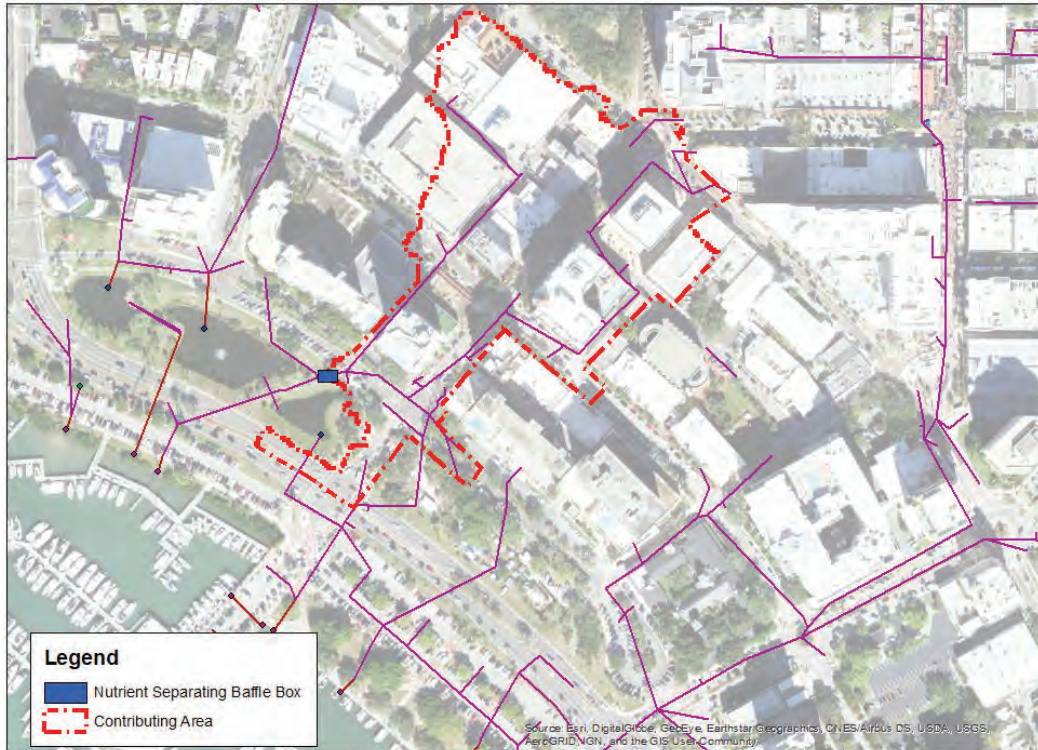 Legend
Nutrient Separating Baffle Box
Contributing Area
Source: Esri, DigitalGlobe, GeoEye, Earthstar Geographics, CNES/Airbus DS, USDA, USGS,
AeroGRID, IGN, and the GIS User Community